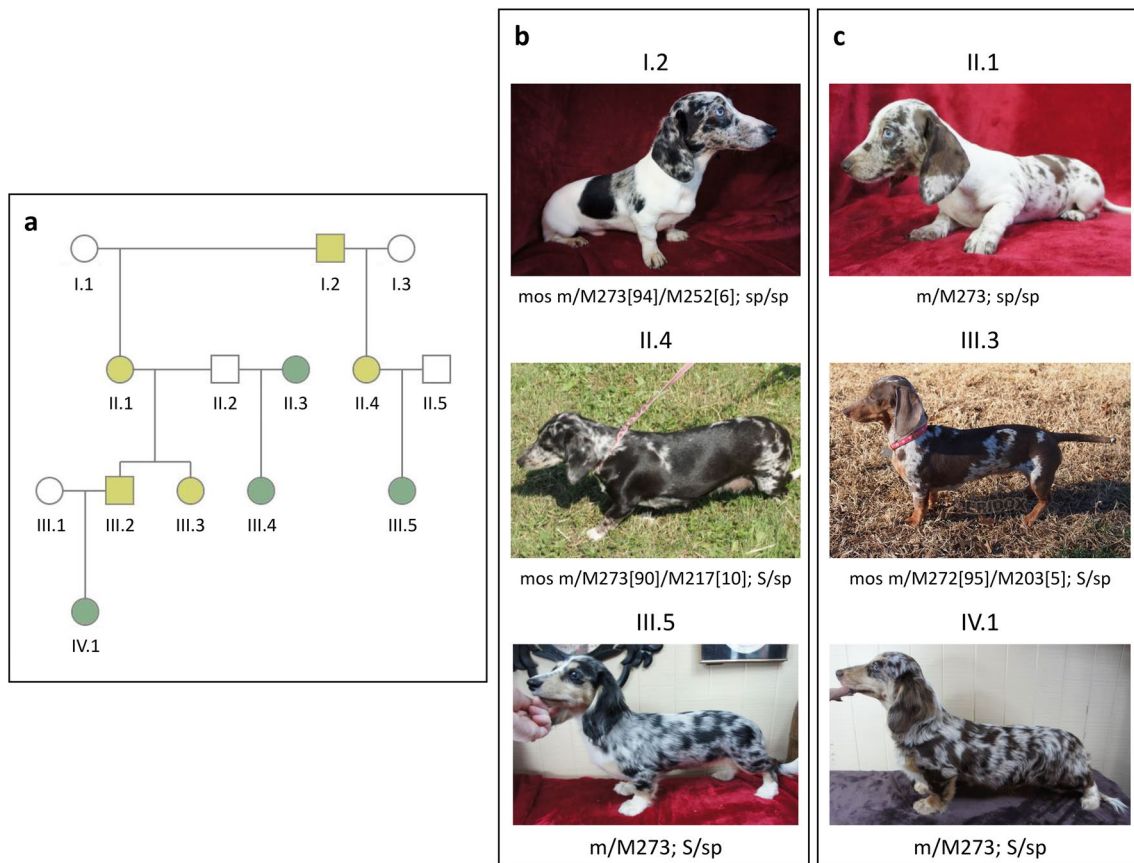 a
I.1
I.2
I.3
II.1
II.2
II.3
II.4
II.5
III.1
III.2
III.3
III.4
III.5
IV.1
b
I.2
mos m/M273[94]/M252[6]; sp/sp
II.4
mos m/M273[90]/M217[10]; S/sp
III.5
m/M273; S/sp
c
II.1
m/M273; sp/sp
III.3
mos m/M272[95]/M203[5]; S/sp
IV.1
m/M273; S/sp